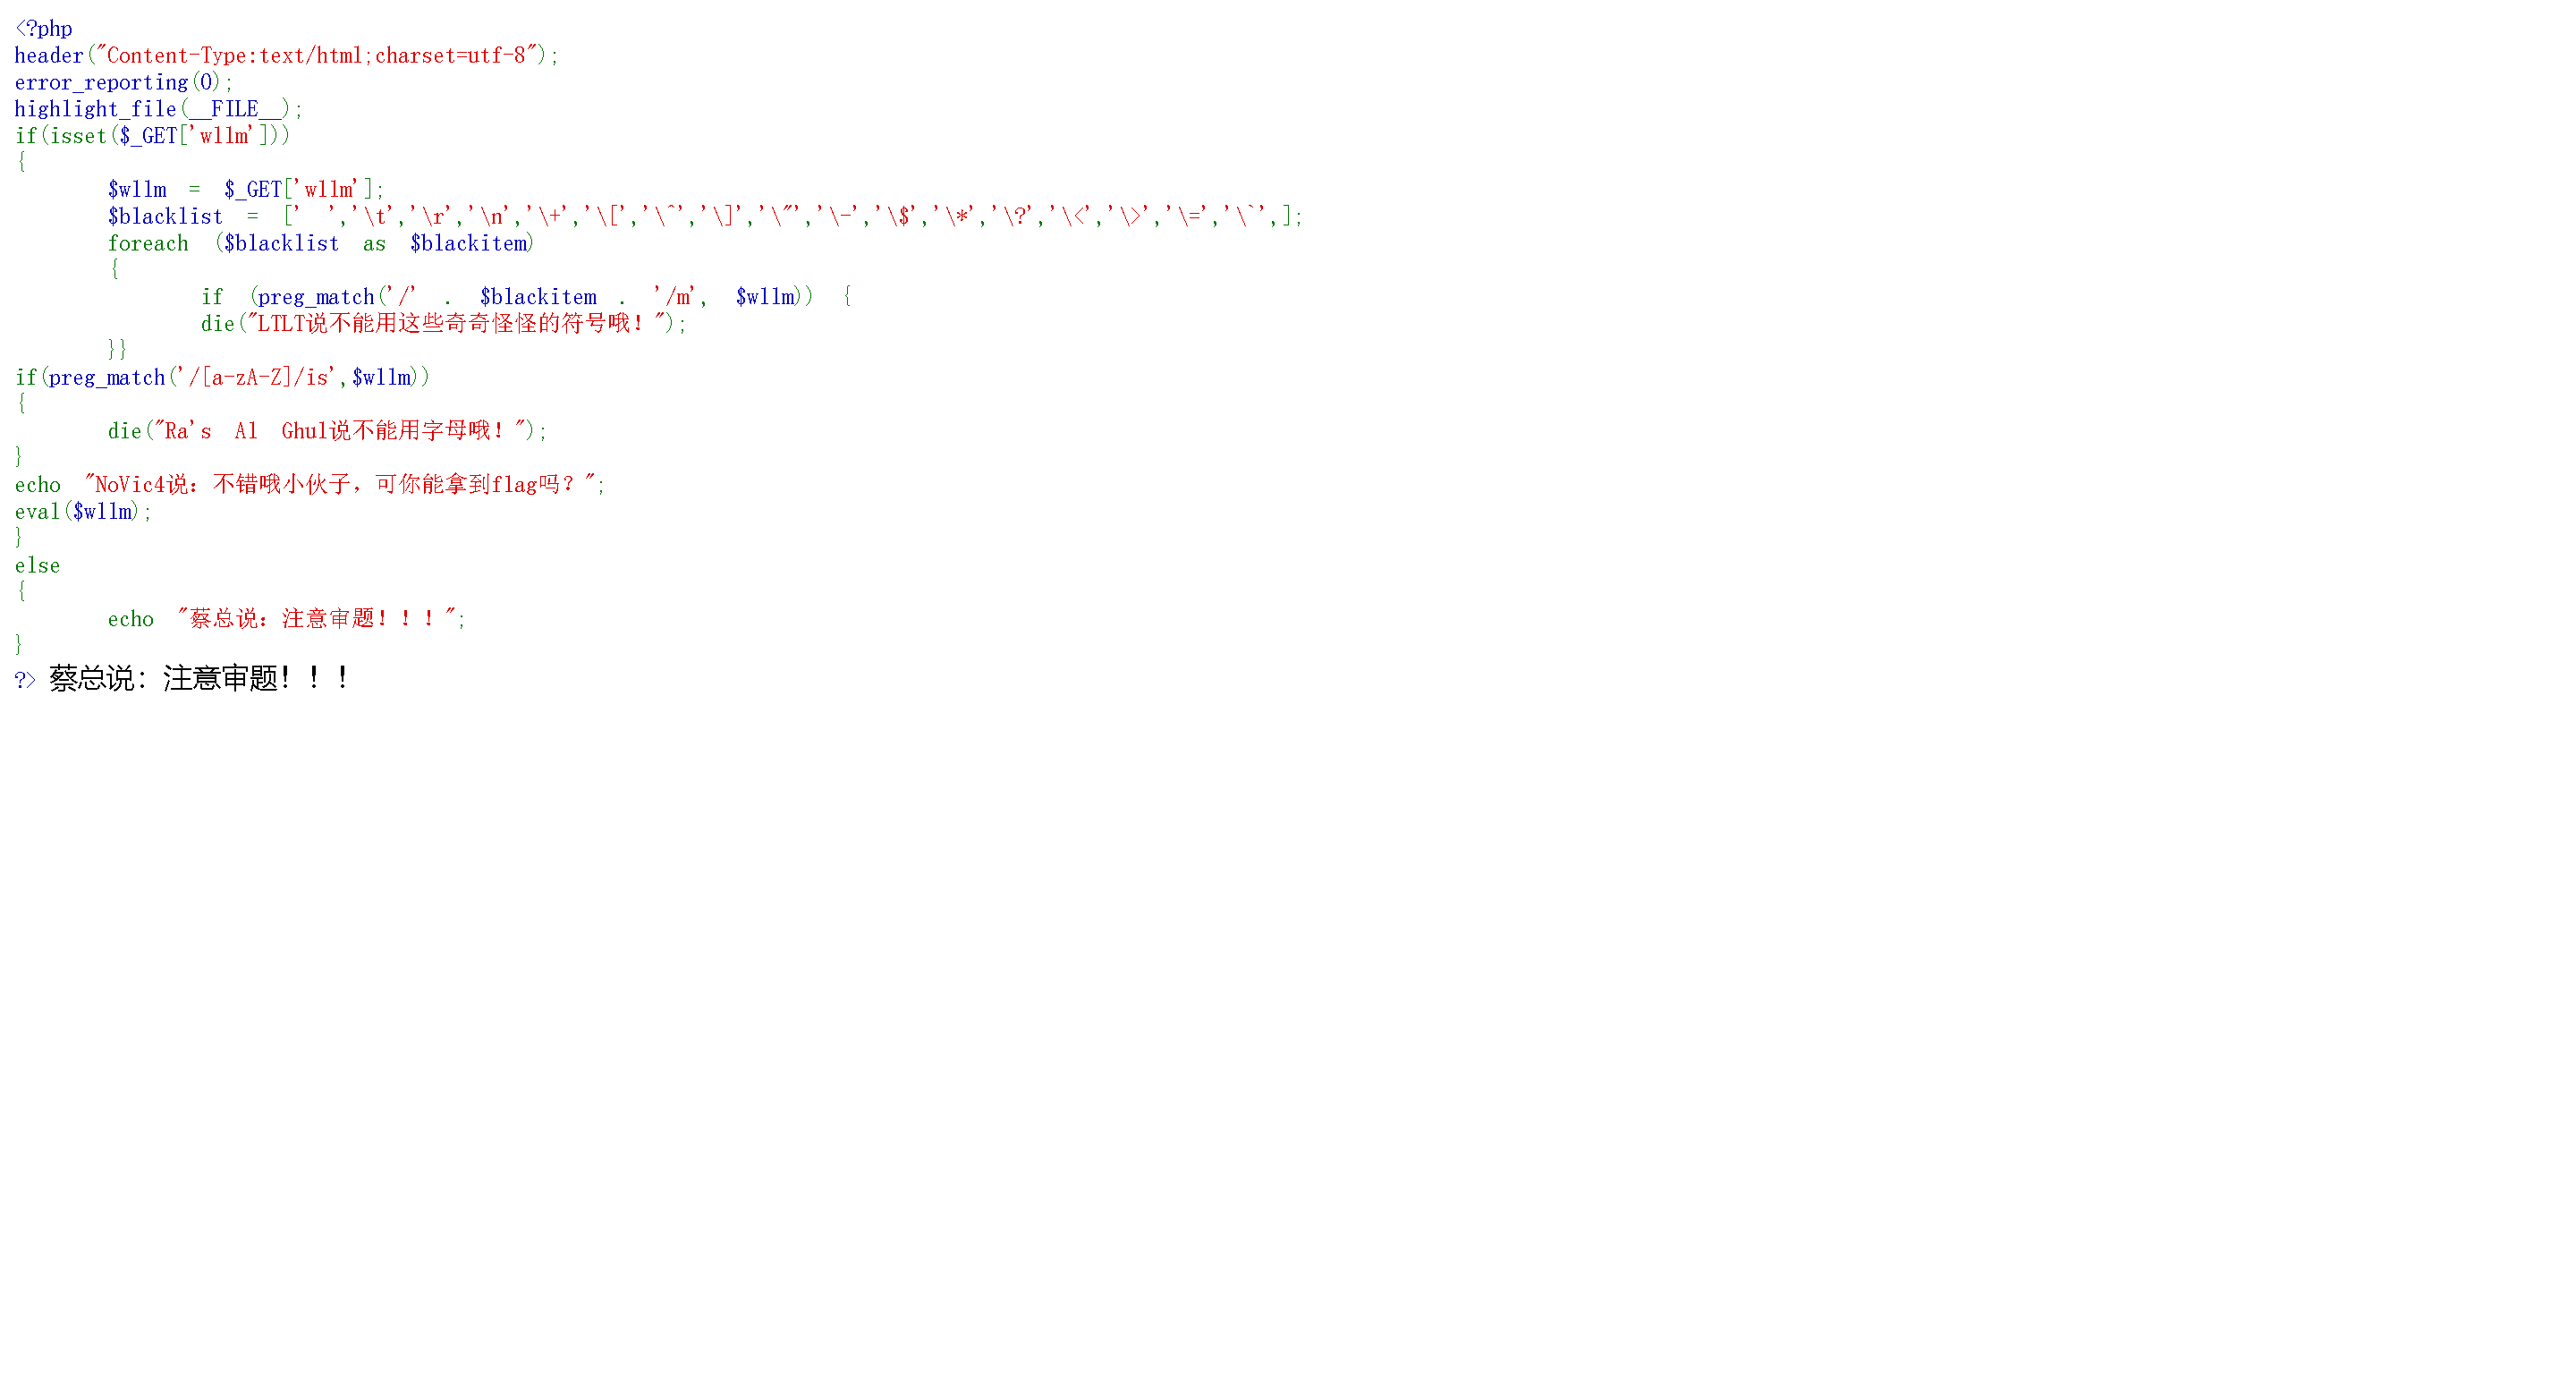 <?php
header("Content-Type:text/html;charset=utf-8");
error_reporting(0);
highlight_file(__FILE__);
if(isset($_GET['wllm']))
{
        $wllm = $_GET['wllm'];
        $blacklist = [' ','\t','\r','\n','\+','\[','\^','\]','\"','\-','\$','\*','\?','\<','\>','\=','\`',];
        foreach ($blacklist as $blackitem)
        {
                if (preg_match('/' . $blackitem . '/m', $wllm)) {
                die("LTLT说不能用这些奇奇怪怪的符号哦！");
        }}
if(preg_match('/[a-zA-Z]/is',$wllm))
{
        die("Ra's Al Ghul说不能用字母哦！");
}
echo "NoVic4说：不错哦小伙子，可你能拿到flag吗？";
eval($wllm);
}
else
{
        echo "蔡总说：注意审题！！！";
}
?> 蔡总说：注意审题！！！